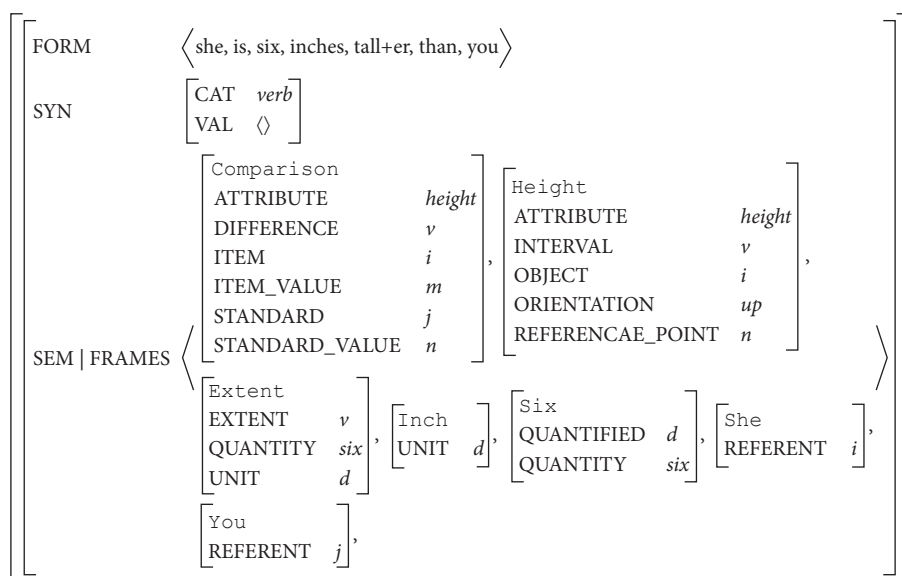 FORM ⟨she, is, six, inches, tall+er, than, you⟩
SYN
CAT verb
VAL ⟨⟩
SEM | FRAMES
Comparison
ATTRIBUTE height
DIFFERENCE v
ITEM i
ITEM_VALUE m
STANDARD j
STANDARD_VALUE n
,
Height
ATTRIBUTE height
INTERVAL v
OBJECT i
ORIENTATION up
REFERENCAE_POINT n
,
Extent
EXTENT v
QUANTITY six
UNIT d
,
Inch
UNIT d
,
Six
QUANTIFIED d
QUANTITY six
,
She
REFERENT i
,
You
REFERENT j
,